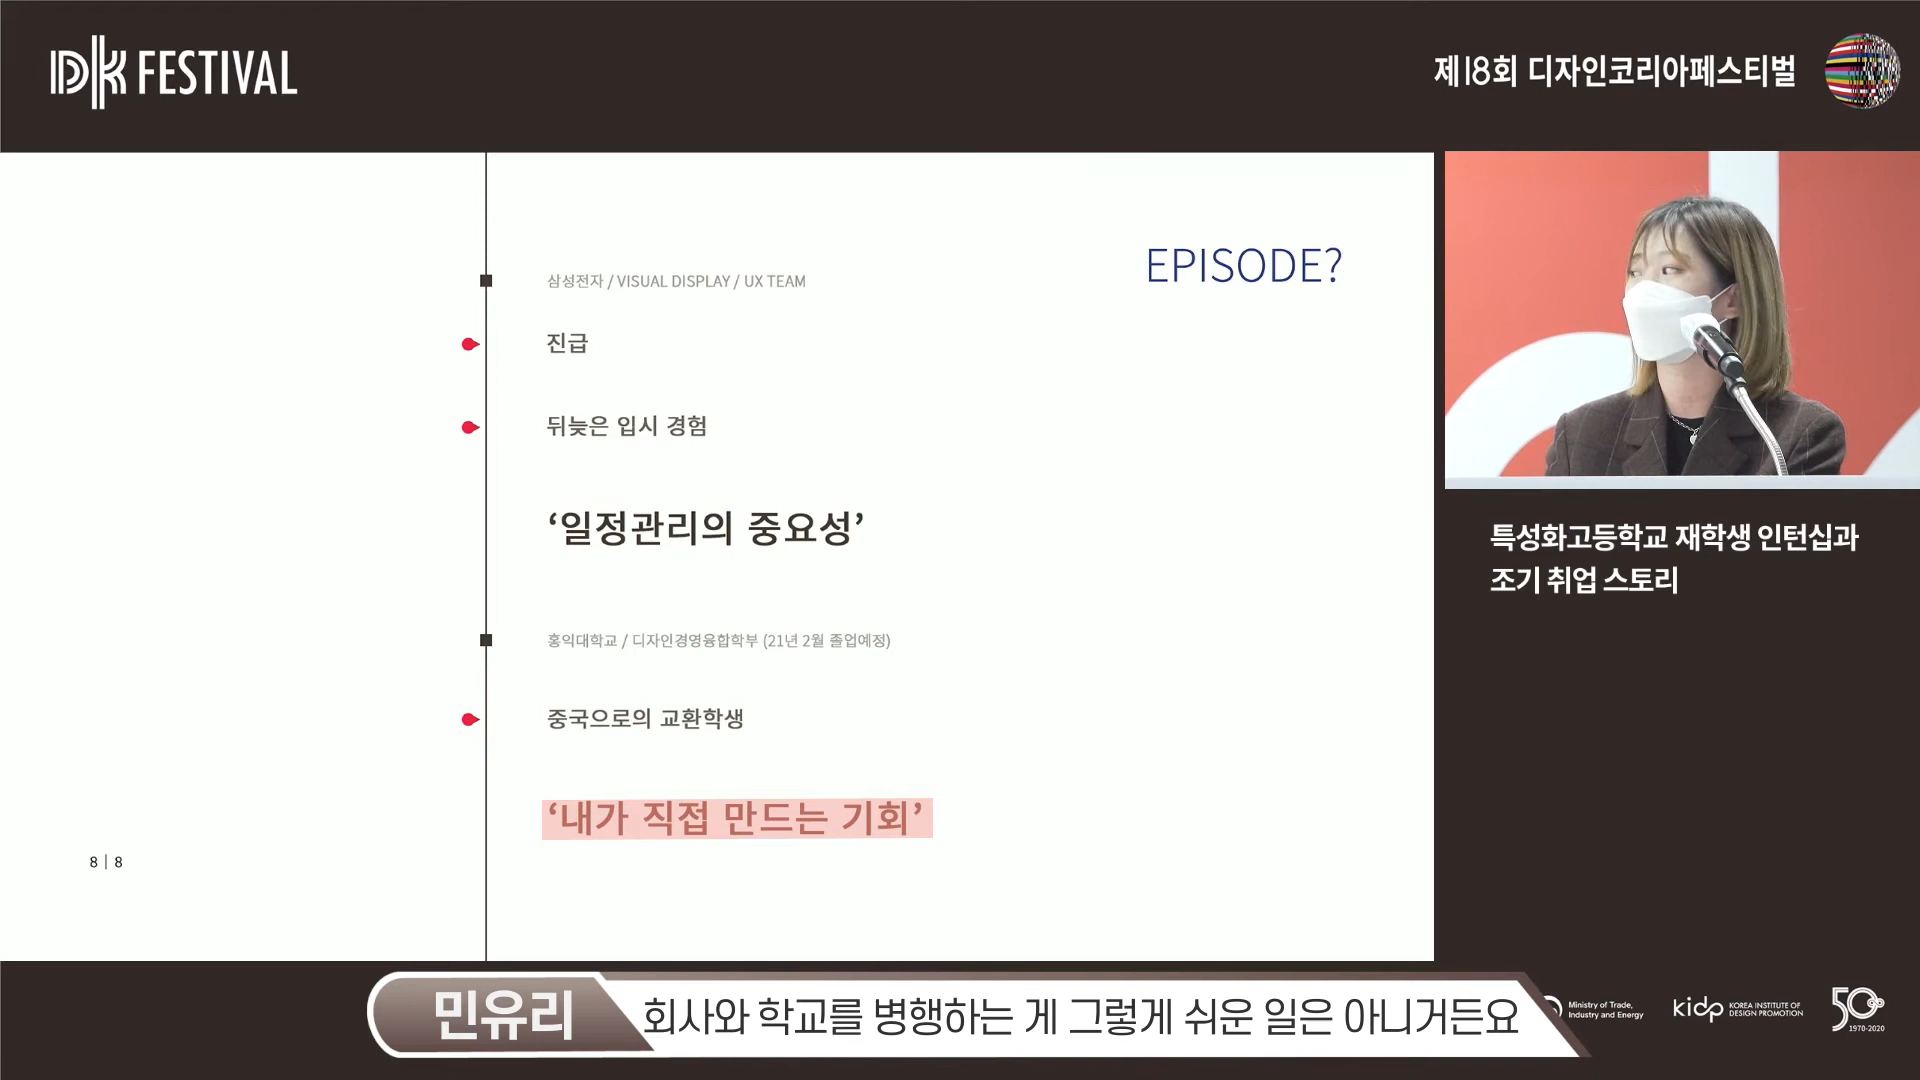 DK FESTIVAL
제18회 디자인코리아페스티벌
EPISODE?
삼성전자 / VISUAL DISPLAY / UX TEAM
진급
뒤늦은 입시 경험
‘일정관리의 중요성’
홍익대학교 / 디자인경영융합학부 (21년 2월 졸업예정)
중국으로의 교환학생
‘내가 직접 만드는 기회’
8 | 8
특성화고등학교 재학생 인턴십과
조기 취업 스토리
민유리
회사와 학교를 병행하는 게 그렇게 쉬운 일은 아니거든요
Ministry of Trade,
Industry and Energy
kidp
KOREA INSTITUTE OF
DESIGN PROMOTION
50
1970-2020